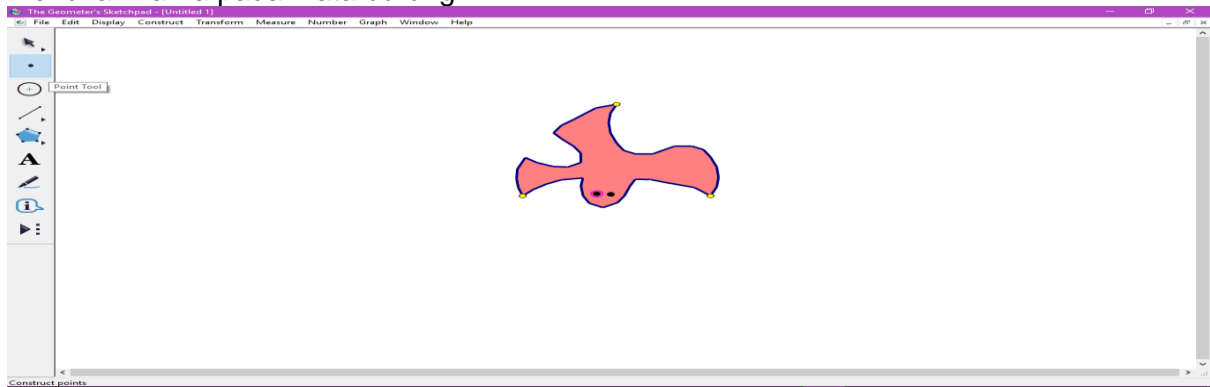 The Geometer's Sketchpad - [Untitled 1]
File Edit Display Construct Transform Measure Number Graph Window Help
Point Tool
A
i
Construct points